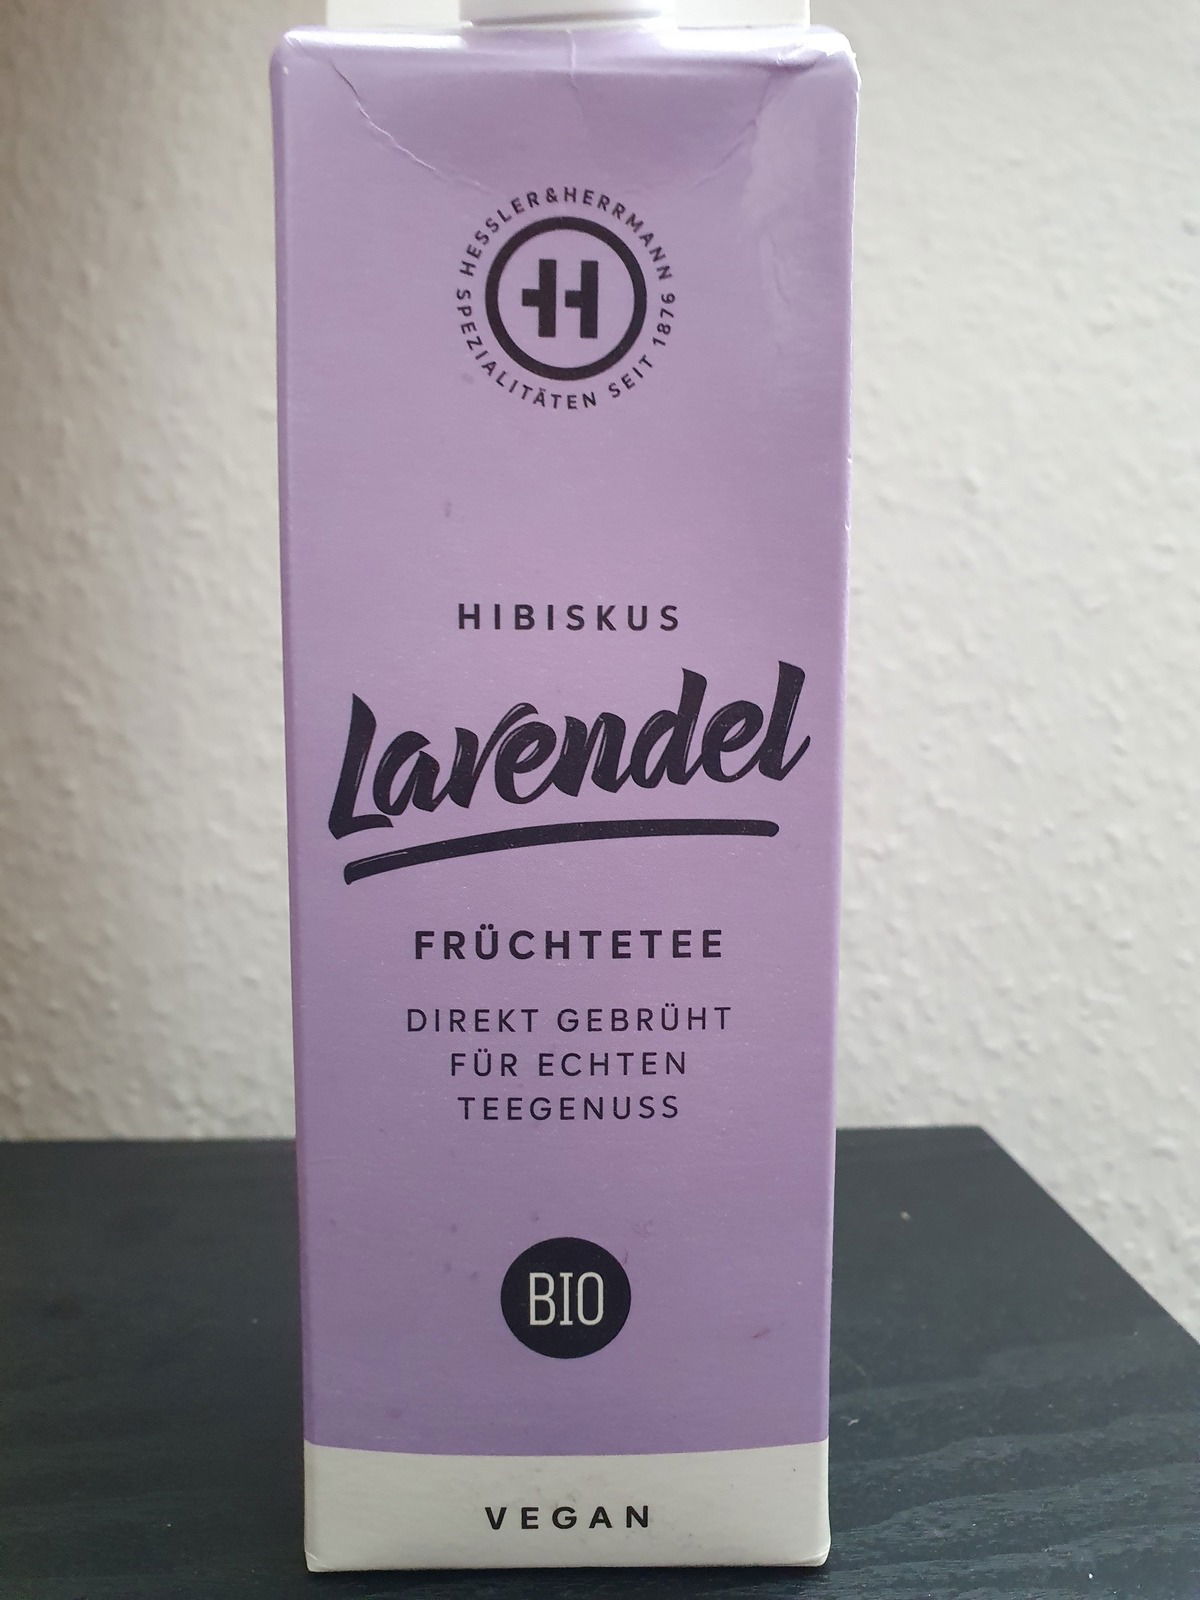 HESSLER&HERRMANN
SPEZIALITÄTEN SEIT 1876
H
HIBISKUS
Lavendel
FRÜCHTETEE
DIREKT GEBRÜHT
FÜR ECHTEN
TEEGENUSS
BIO
VEGAN